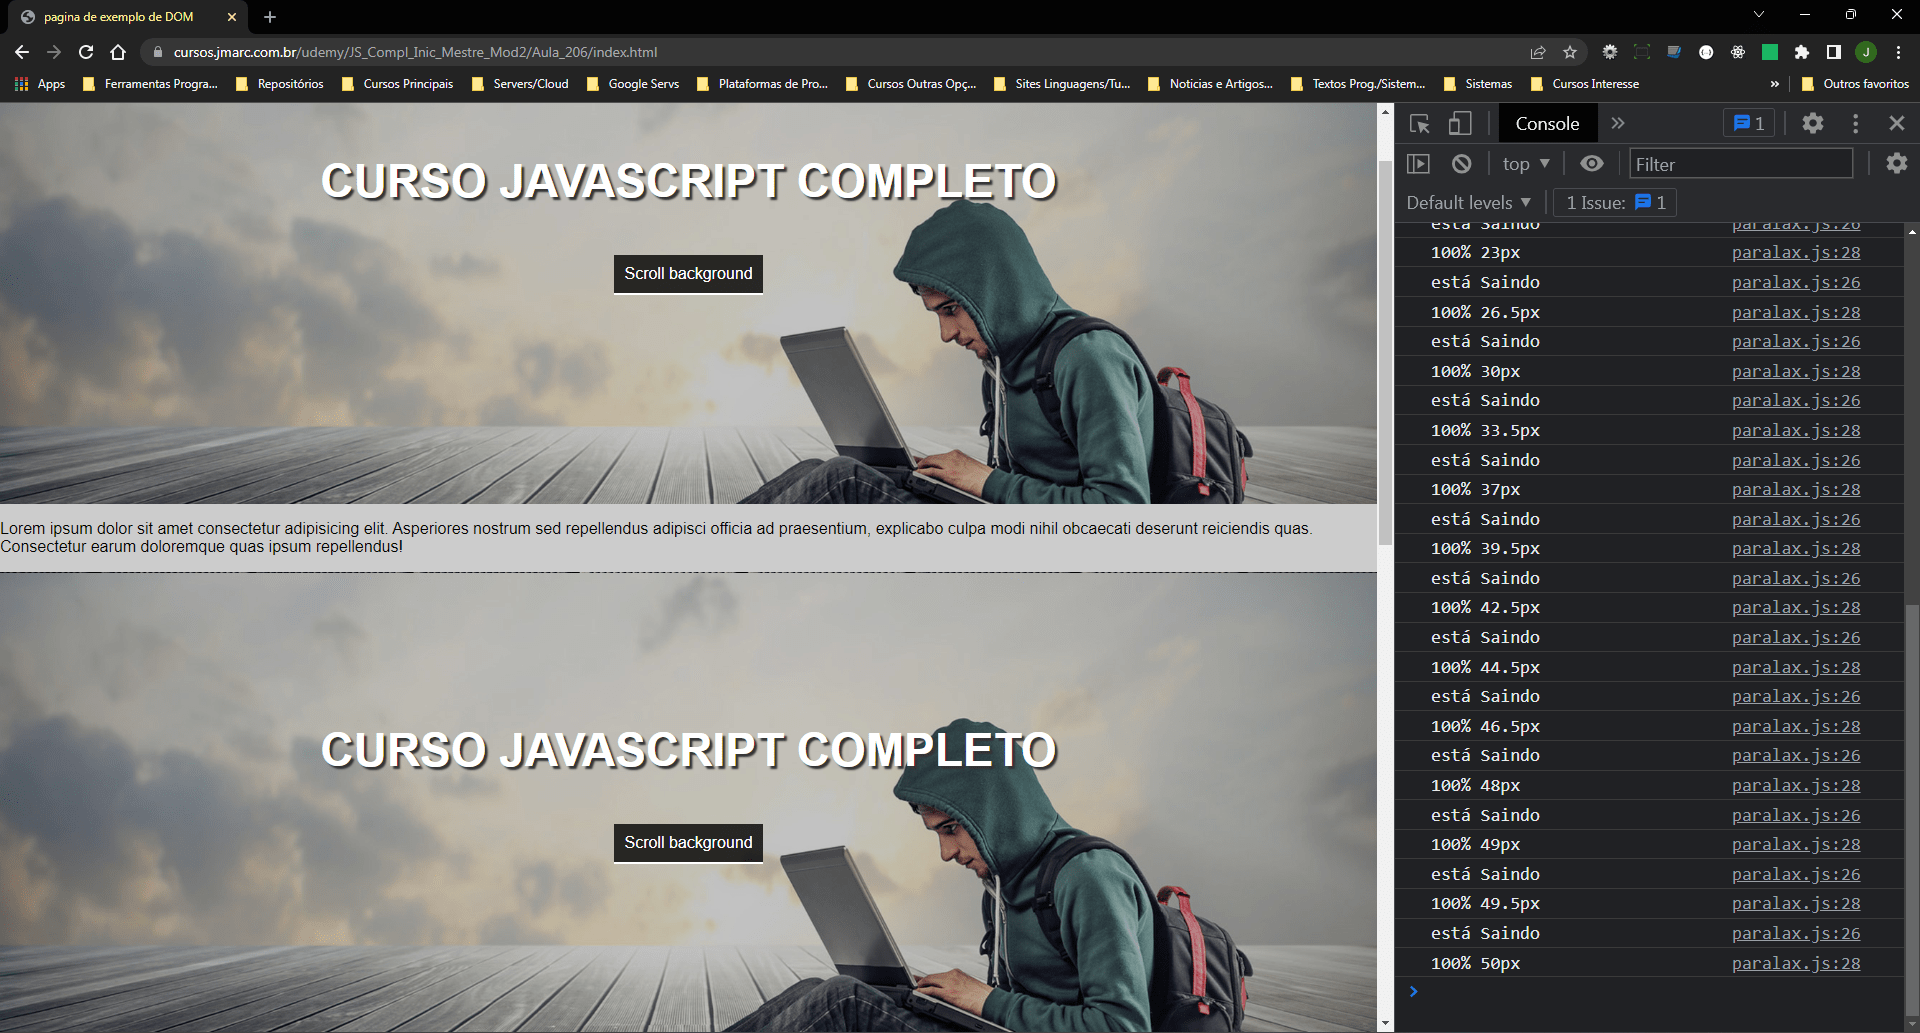 pagina de exemplo de DOM
cursos.jmarc.com.br/udemy/JS_Compl_Inic_Mestre_Mod2/Aula_206/index.html
J
Apps Ferramentas Progra... Repositórios Cursos Principais Servers/Cloud Google Servs Plataformas de Pro... Cursos Outras Opç... Sites Linguagens/Tu... Noticias e Artigos... Textos Prog./Sistem... Sistemas Cursos Interesse » Outros favoritos
CURSO JAVASCRIPT COMPLETO
Scroll background
Lorem ipsum dolor sit amet consectetur adipisicing elit. Asperiores nostrum sed repellendus adipisci officia ad praesentium, explicabo culpa modi nihil obcaecati deserunt reiciendis quas.
Consectetur earum doloremque quas ipsum repellendus!
CURSO JAVASCRIPT COMPLETO
Scroll background
Console » 1
top Filter
Default levels 1 Issue: 1
está Saindo paralax.js:26
100% 23px paralax.js:28
está Saindo paralax.js:26
100% 26.5px paralax.js:28
está Saindo paralax.js:26
100% 30px paralax.js:28
está Saindo paralax.js:26
100% 33.5px paralax.js:28
está Saindo paralax.js:26
100% 37px paralax.js:28
está Saindo paralax.js:26
100% 39.5px paralax.js:28
está Saindo paralax.js:26
100% 42.5px paralax.js:28
está Saindo paralax.js:26
100% 44.5px paralax.js:28
está Saindo paralax.js:26
100% 46.5px paralax.js:28
está Saindo paralax.js:26
100% 48px paralax.js:28
está Saindo paralax.js:26
100% 49px paralax.js:28
está Saindo paralax.js:26
100% 49.5px paralax.js:28
está Saindo paralax.js:26
100% 50px paralax.js:28